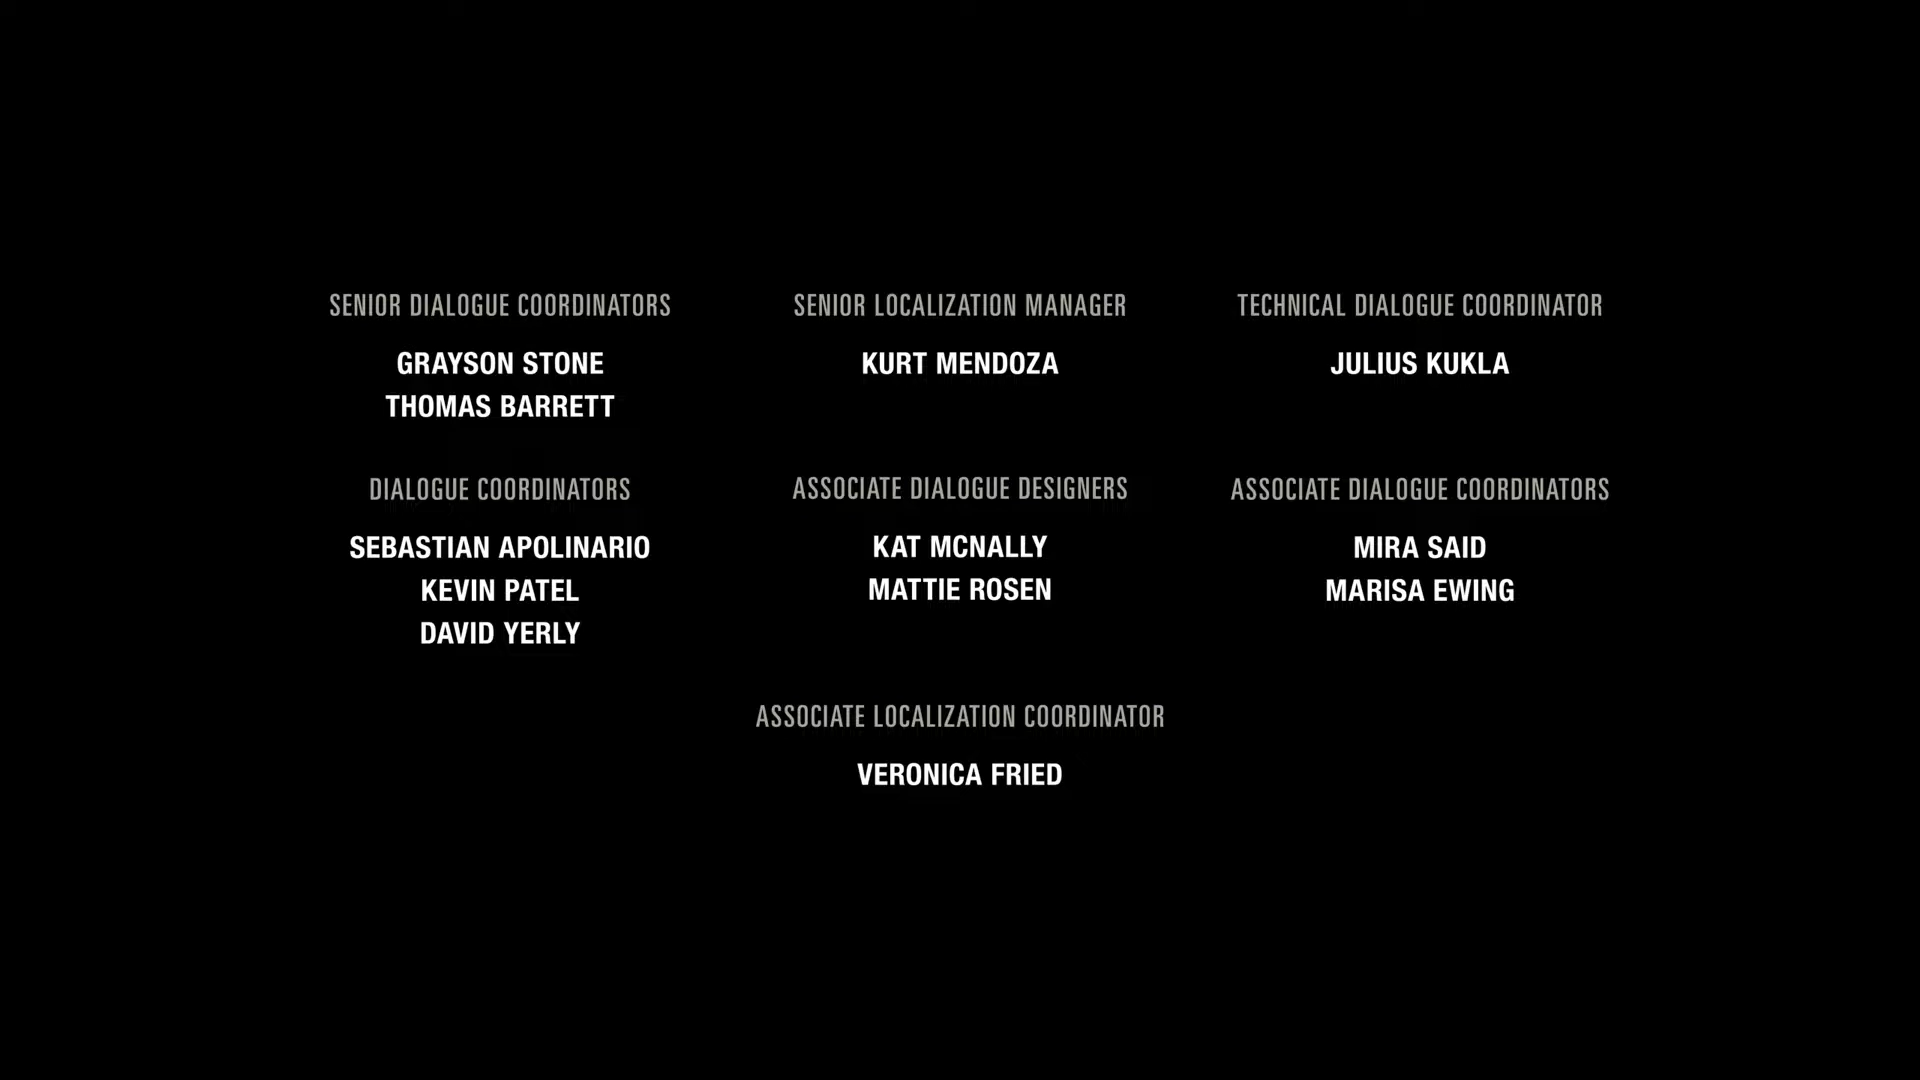 SENIOR DIALOGUE COORDINATORS
GRAYSON STONE
THOMAS BARRETT
SENIOR LOCALIZATION MANAGER
KURT MENDOZA
TECHNICAL DIALOGUE COORDINATOR
JULIUS KUKLA
DIALOGUE COORDINATORS
SEBASTIAN APOLINARIO
KEVIN PATEL
DAVID YERLY
ASSOCIATE DIALOGUE DESIGNERS
KAT MCNALLY
MATTIE ROSEN
ASSOCIATE DIALOGUE COORDINATORS
MIRA SAID
MARISA EWING
ASSOCIATE LOCALIZATION COORDINATOR
VERONICA FRIED